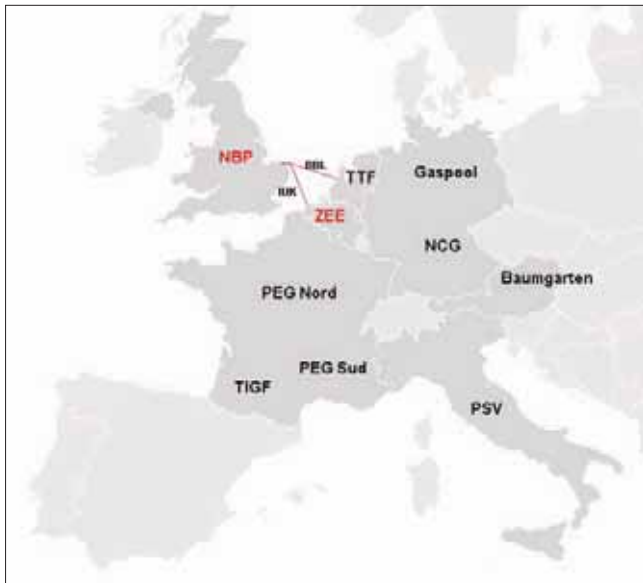 NBP
BBL
TTF
Gaspool
IUK
ZEE
NCG
Baumgarten
PEG Nord
PEG Sud
TIGF
PSV